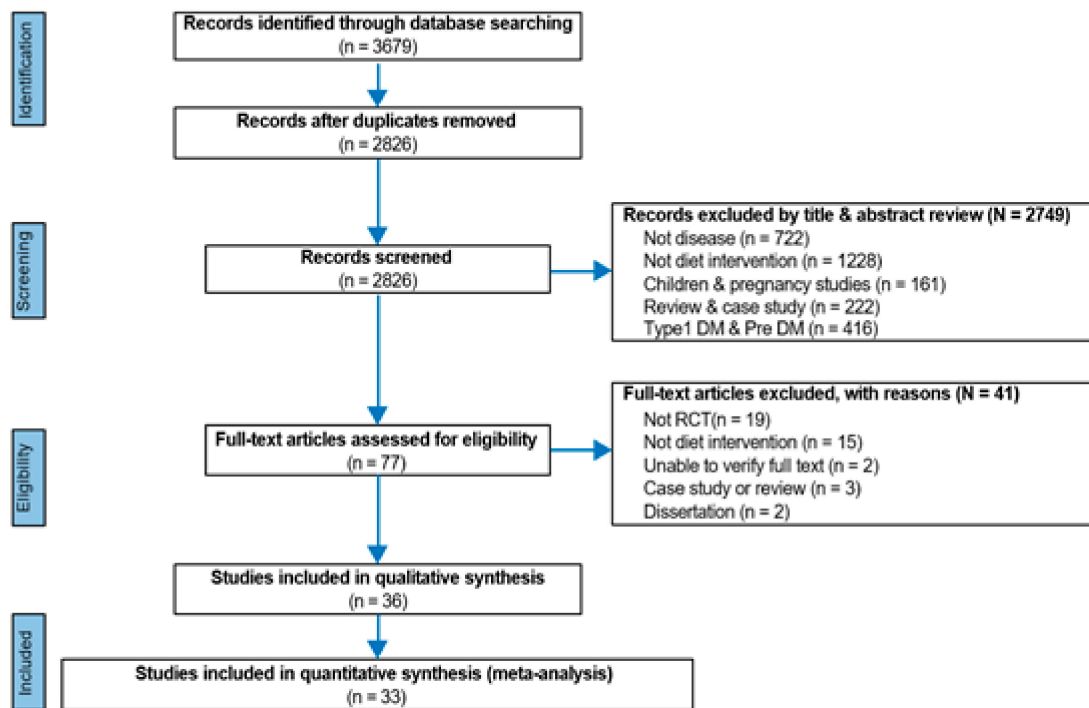 Identification
Records identified through database searching
(n = 3679)
Records after duplicates removed
(n = 2826)
Screening
Records screened
(n = 2826)
Records excluded by title & abstract review (N = 2749)
Not disease (n = 722)
Not diet intervention (n = 1228)
Children & pregnancy studies (n = 161)
Review & case study (n = 222)
Type1 DM & Pre DM (n = 416)
Eligibility
Full-text articles assessed for eligibility
(n = 77)
Full-text articles excluded, with reasons (N = 41)
Not RCT(n = 19)
Not diet intervention (n = 15)
Unable to verify full text (n = 2)
Case study or review (n = 3)
Dissertation (n = 2)
Studies included in qualitative synthesis
(n = 36)
Included
Studies included in quantitative synthesis (meta-analysis)
(n = 33)